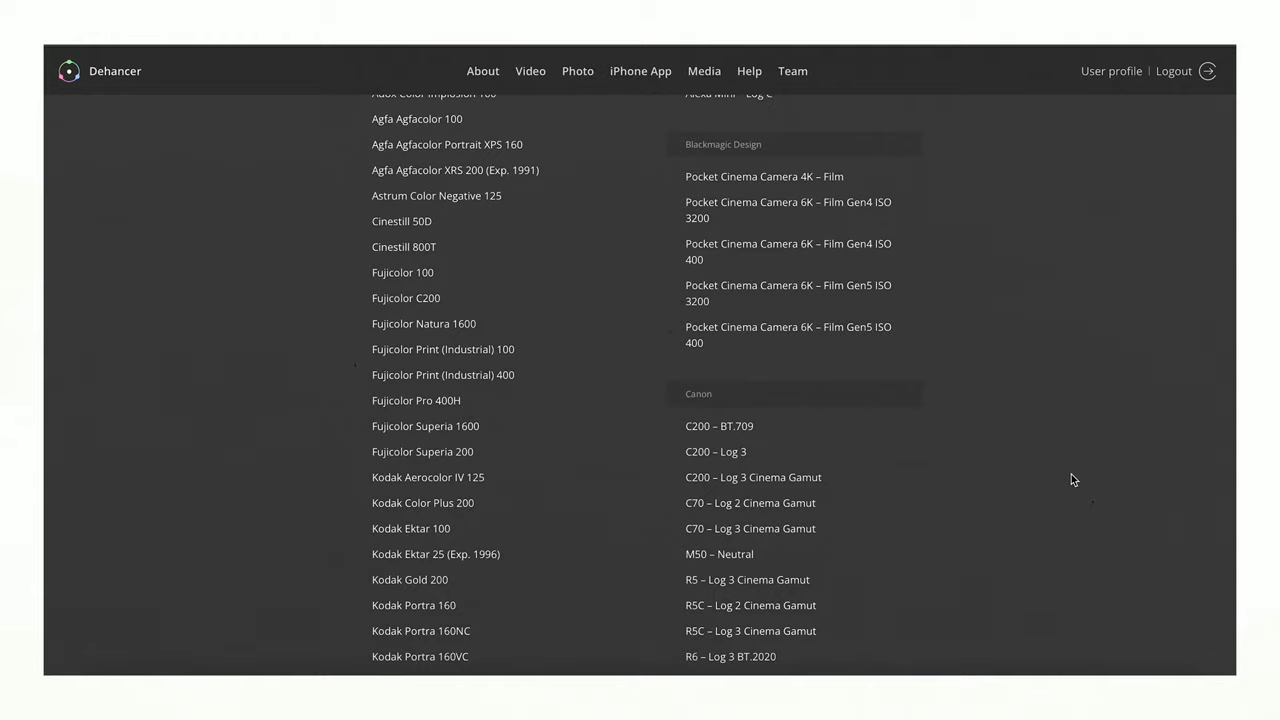 Dehancer
About Video Photo iPhone App Media Help Team
User profile | Logout
Adox Color Implosion 100
Agfa Agfacolor 100
Agfa Agfacolor Portrait XPS 160
Agfa Agfacolor XRS 200 (Exp. 1991)
Astrum Color Negative 125
Cinestill 50D
Cinestill 800T
Fujicolor 100
Fujicolor C200
Fujicolor Natura 1600
Fujicolor Print (Industrial) 100
Fujicolor Print (Industrial) 400
Fujicolor Pro 400H
Fujicolor Superia 1600
Fujicolor Superia 200
Kodak Aerocolor IV 125
Kodak Color Plus 200
Kodak Ektar 100
Kodak Ektar 25 (Exp. 1996)
Kodak Gold 200
Kodak Portra 160
Kodak Portra 160NC
Kodak Portra 160VC
Alexa Mini – Log C
Blackmagic Design
Pocket Cinema Camera 4K – Film
Pocket Cinema Camera 6K – Film Gen4 ISO
3200
Pocket Cinema Camera 6K – Film Gen4 ISO
400
Pocket Cinema Camera 6K – Film Gen5 ISO
3200
Pocket Cinema Camera 6K – Film Gen5 ISO
400
Canon
C200 – BT.709
C200 – Log 3
C200 – Log 3 Cinema Gamut
C70 – Log 2 Cinema Gamut
C70 – Log 3 Cinema Gamut
M50 – Neutral
R5 – Log 3 Cinema Gamut
R5C – Log 2 Cinema Gamut
R5C – Log 3 Cinema Gamut
R6 – Log 3 BT.2020